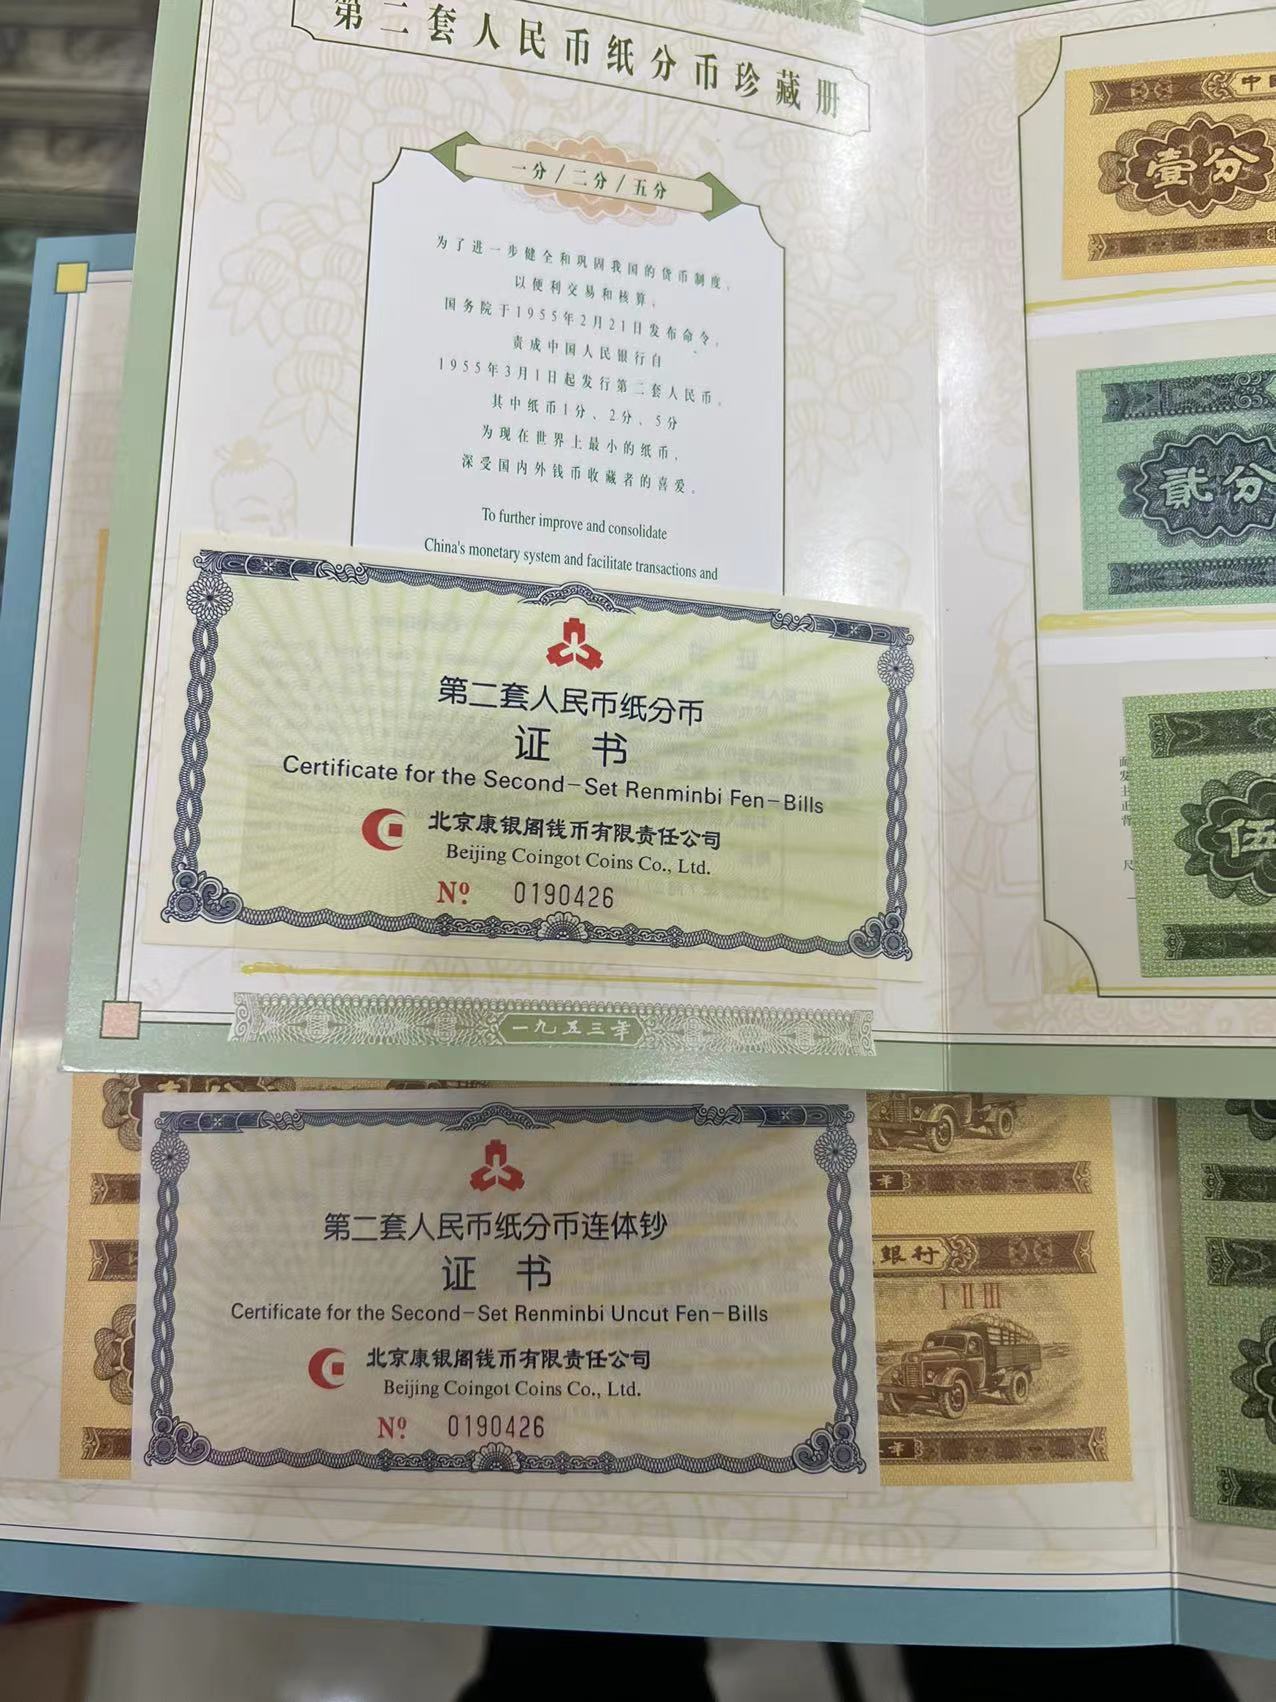 第二套人民币纸分币珍藏册
一分/二分/五分
为了进一步健全和巩固我国的货币制度，
以便利交易和核算，
国务院于1955年2月21日发布命令，
责成中国人民银行自
1955年3月1日起发行第二套人民币。
其中纸币1分、2分、5分
为现在世界上最小的纸币，
深受国内外钱币收藏者的喜爱。
To further improve and consolidate
China's monetary system and facilitate transactions and
第二套人民币纸分币
证 书
Certificate for the Second-Set Renminbi Fen-Bills
北京康银阁钱币有限责任公司
Beijing Coingot Coins Co., Ltd.
Nº 0190426
一九五三年
中
壹分
贰分
伍
第二套人民币纸分币连体钞
证 书
Certificate for the Second-Set Renminbi Uncut Fen-Bills
北京康银阁钱币有限责任公司
Beijing Coingot Coins Co., Ltd.
Nº 0190426
年
银行
I II III
年